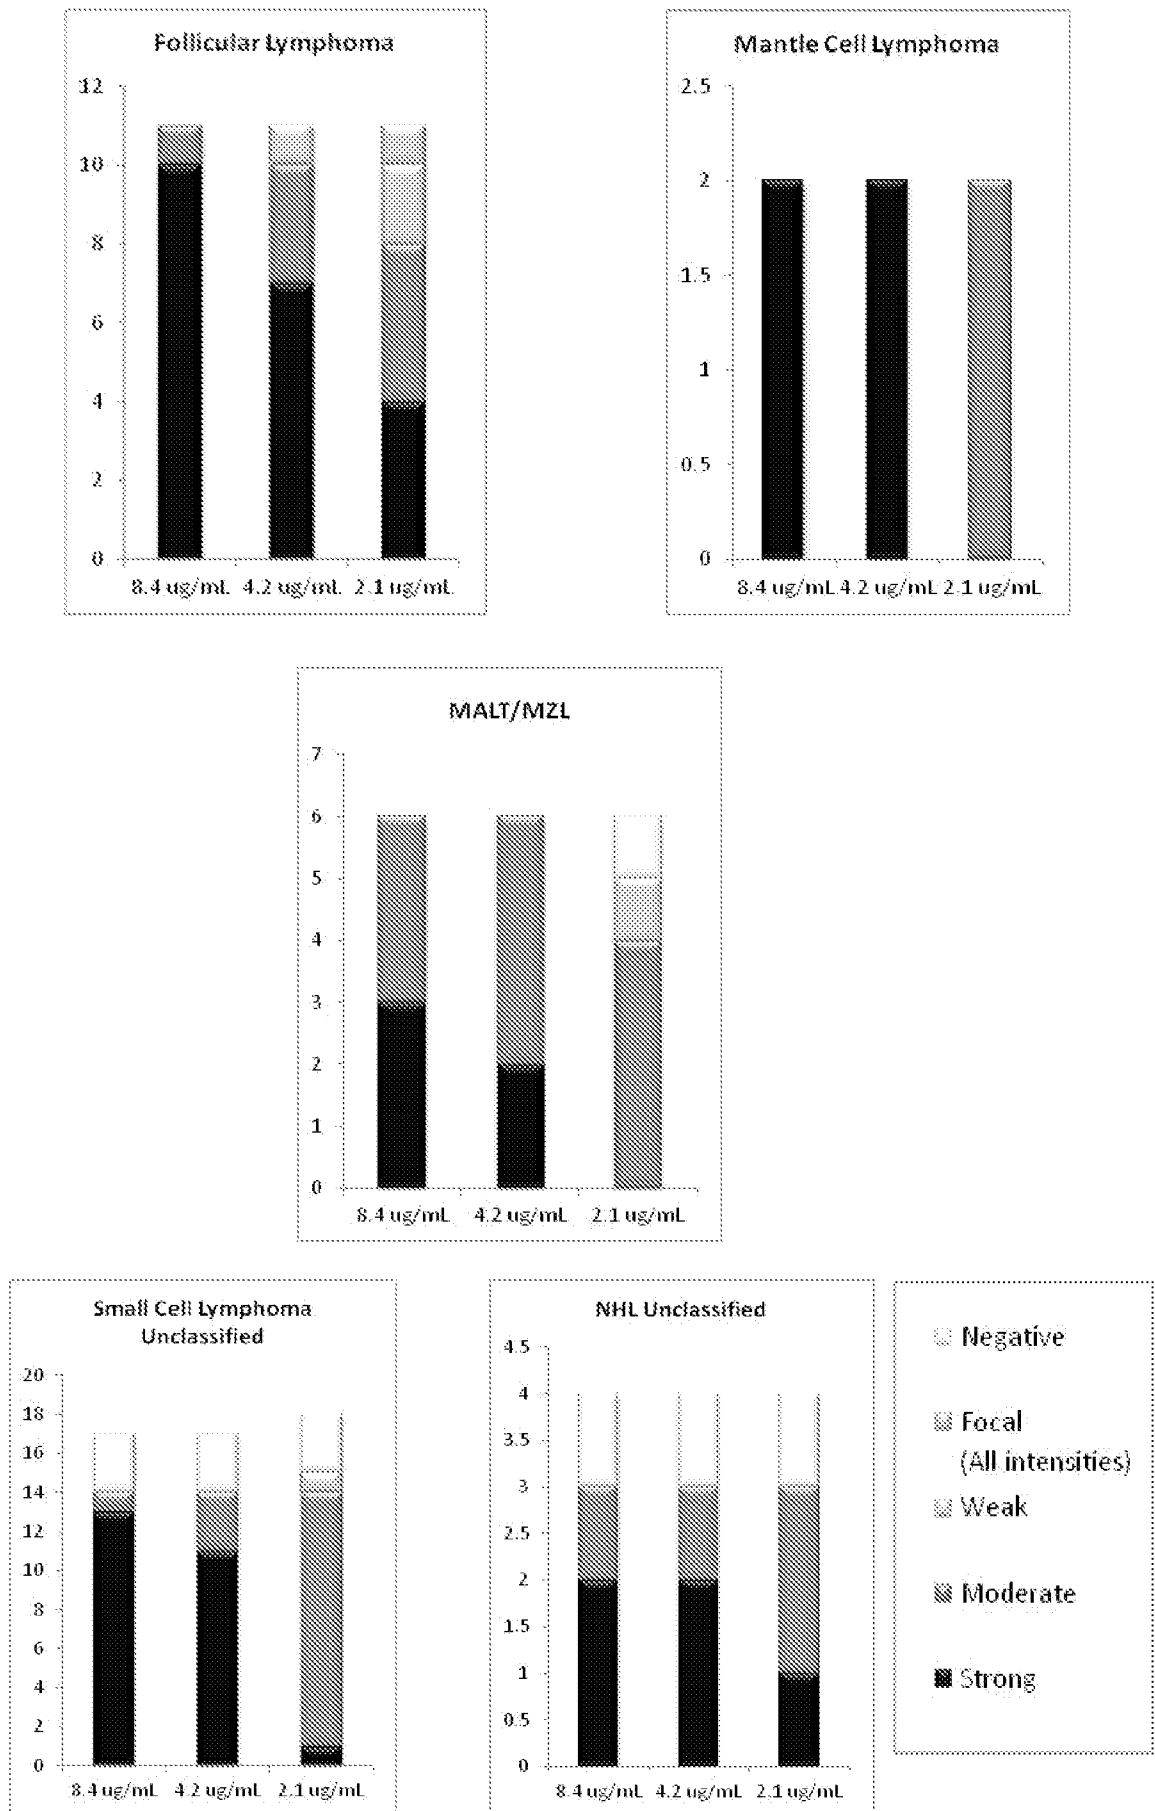 Follicular Lymphoma
12
10
8
6
4
2
0
8.4 ug/mL 4.2 ug/mL 2.1 ug/mL
Mantle Cell Lymphoma
2.5
2
1.5
1
0.5
0
8.4 ug/mL 4.2 ug/mL 2.1 ug/mL
MALT/MZL
7
6
5
4
3
2
1
0
8.4 ug/mL 4.2 ug/mL 2.1 ug/mL
Small Cell Lymphoma
Unclassified
20
18
16
14
12
10
8
6
4
2
0
8.4 ug/mL 4.2 ug/mL 2.1 ug/mL
NHL Unclassified
4.5
4
3.5
3
2.5
2
1.5
1
0.5
0
8.4 ug/mL 4.2 ug/mL 2.1 ug/mL
Negative
Focal
(All intensities)
Weak
Moderate
Strong